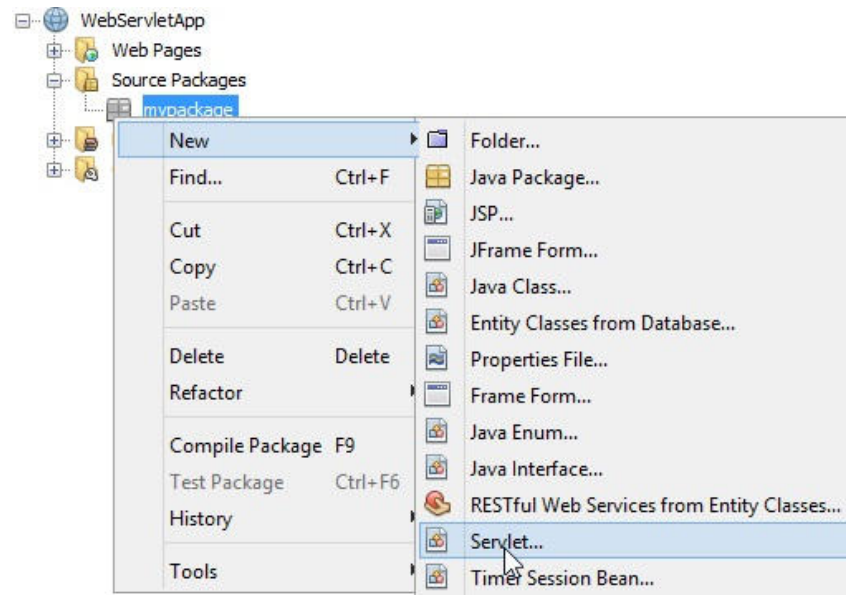 WebServletApp
Web Pages
Source Packages
mypackage
New
Find... Ctrl+F
Cut Ctrl+X
Copy Ctrl+C
Paste Ctrl+V
Delete Delete
Refactor
Compile Package F9
Test Package Ctrl+F6
History
Tools
Folder...
Java Package...
JSP...
JFrame Form...
Java Class...
Entity Classes from Database...
Properties File...
Frame Form...
Java Enum...
Java Interface...
RESTful Web Services from Entity Classes...
Servlet...
Timer Session Bean...